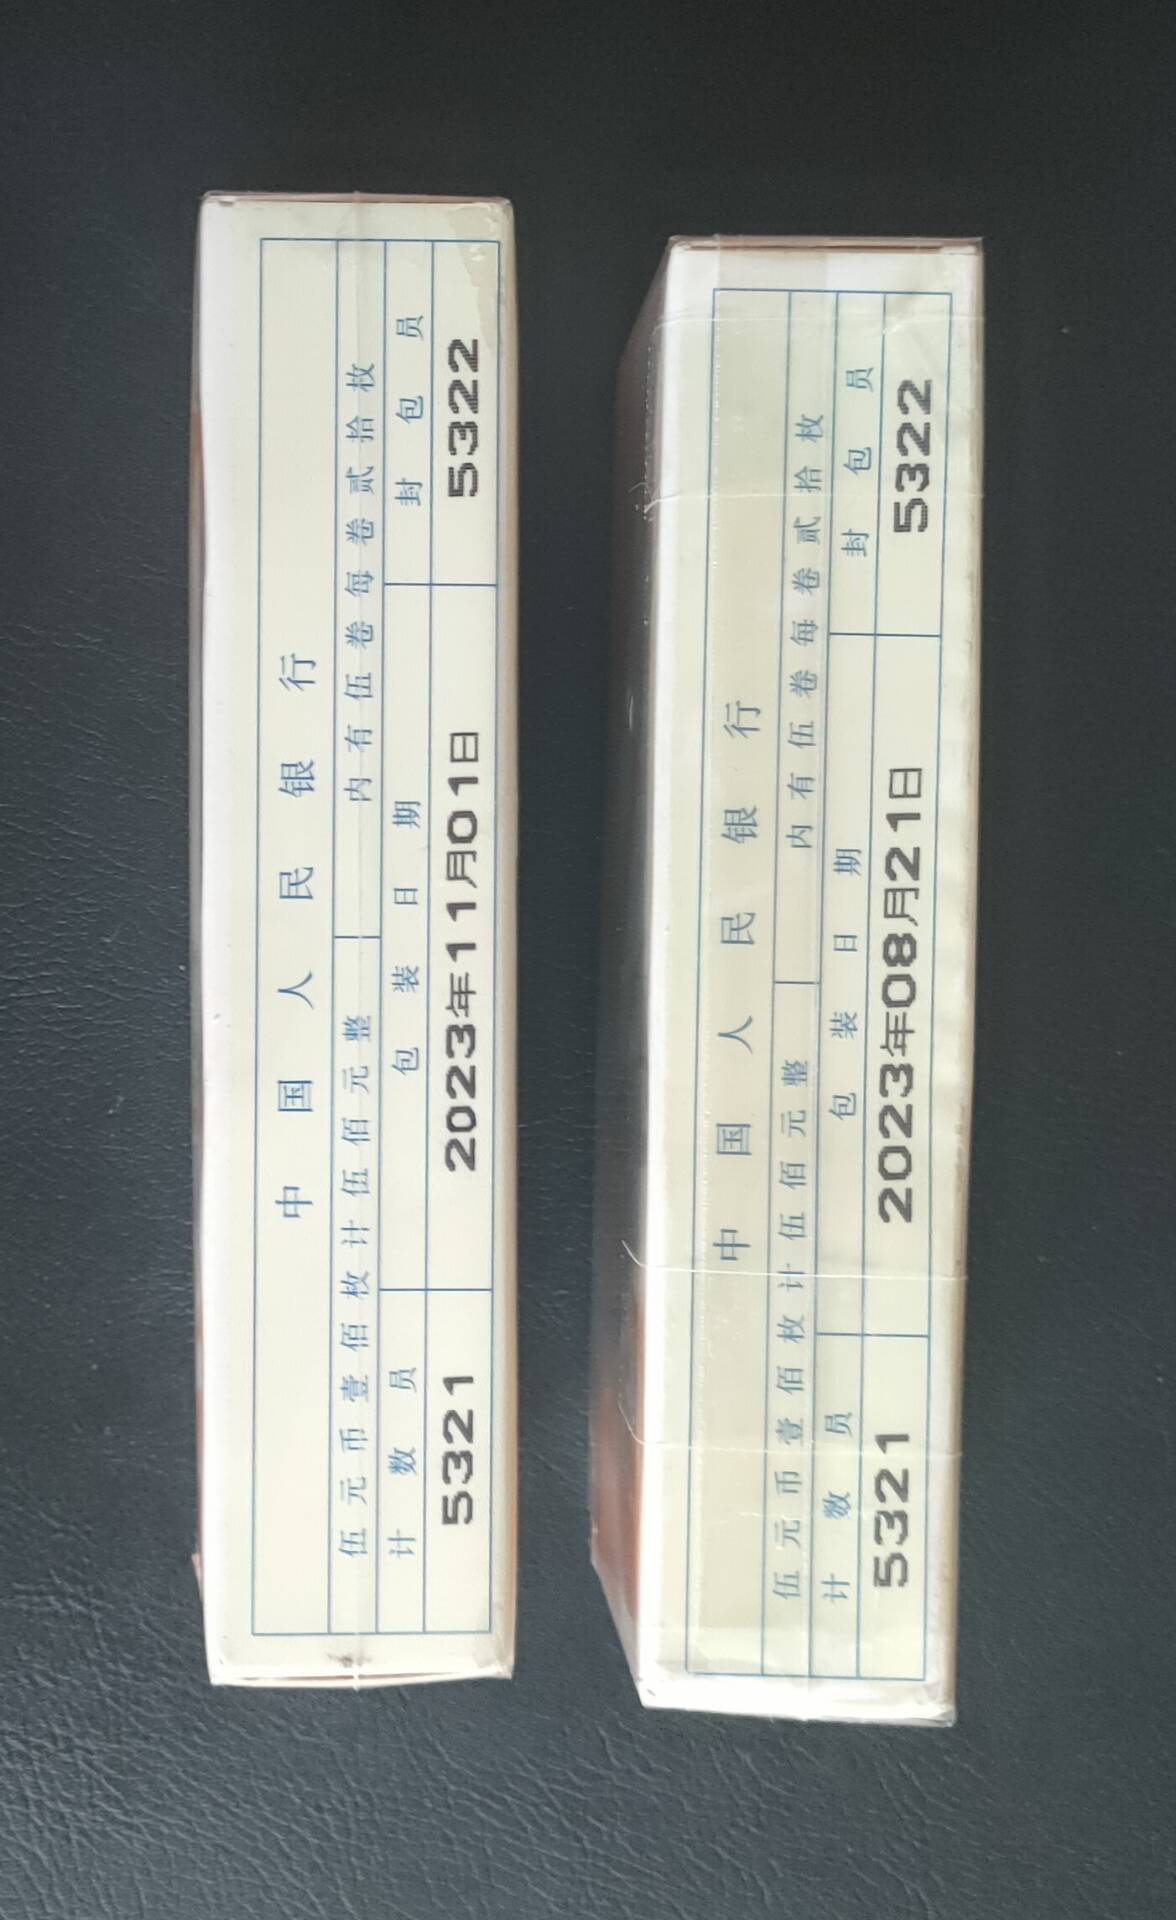 中国人民银行
伍元币壹佰枚计伍佰元整 内有伍卷每卷贰拾枚
计数员 包装日期 封包员
5321 2023年11月01日 5322
中国人民银行
伍元币壹佰枚计伍佰元整 内有伍卷每卷贰拾枚
计数员 包装日期 封包员
5321 2023年08月21日 5322